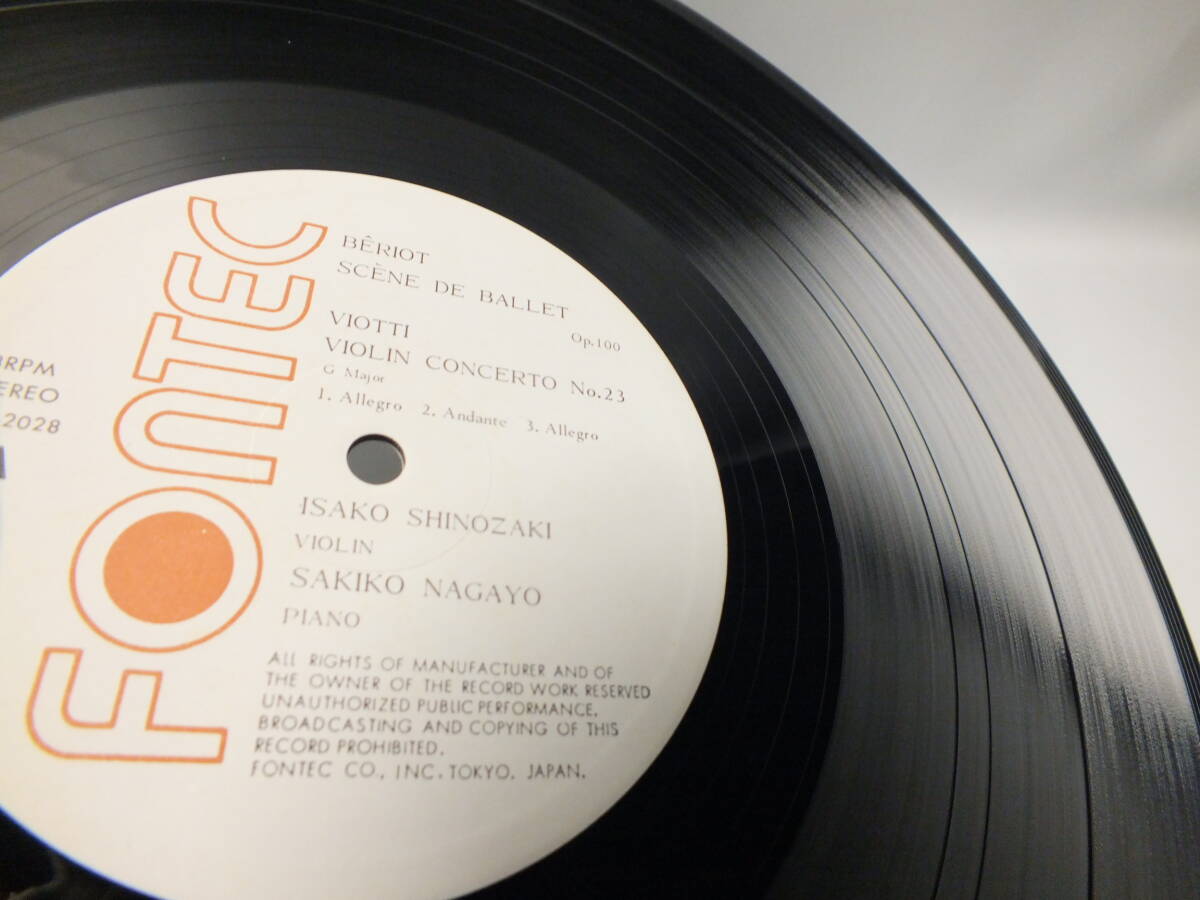 FONTEC
RPM
STEREO
2028
BÊRIOT
SCÈNE DE BALLET
Op.100
VIOTTI
VIOLIN CONCERTO No.23
G Major
1. Allegro 2. Andante 3. Allegro
ISAKO SHINOZAKI
VIOLIN
SAKIKO NAGAYO
PIANO
ALL RIGHTS OF MANUFACTURER AND OF
THE OWNER OF THE RECORD WORK RESERVED
UNAUTHORIZED PUBLIC PERFORMANCE,
BROADCASTING AND COPYING OF THIS
RECORD PROHIBITED.
FONTEC CO., INC. TOKYO. JAPAN.